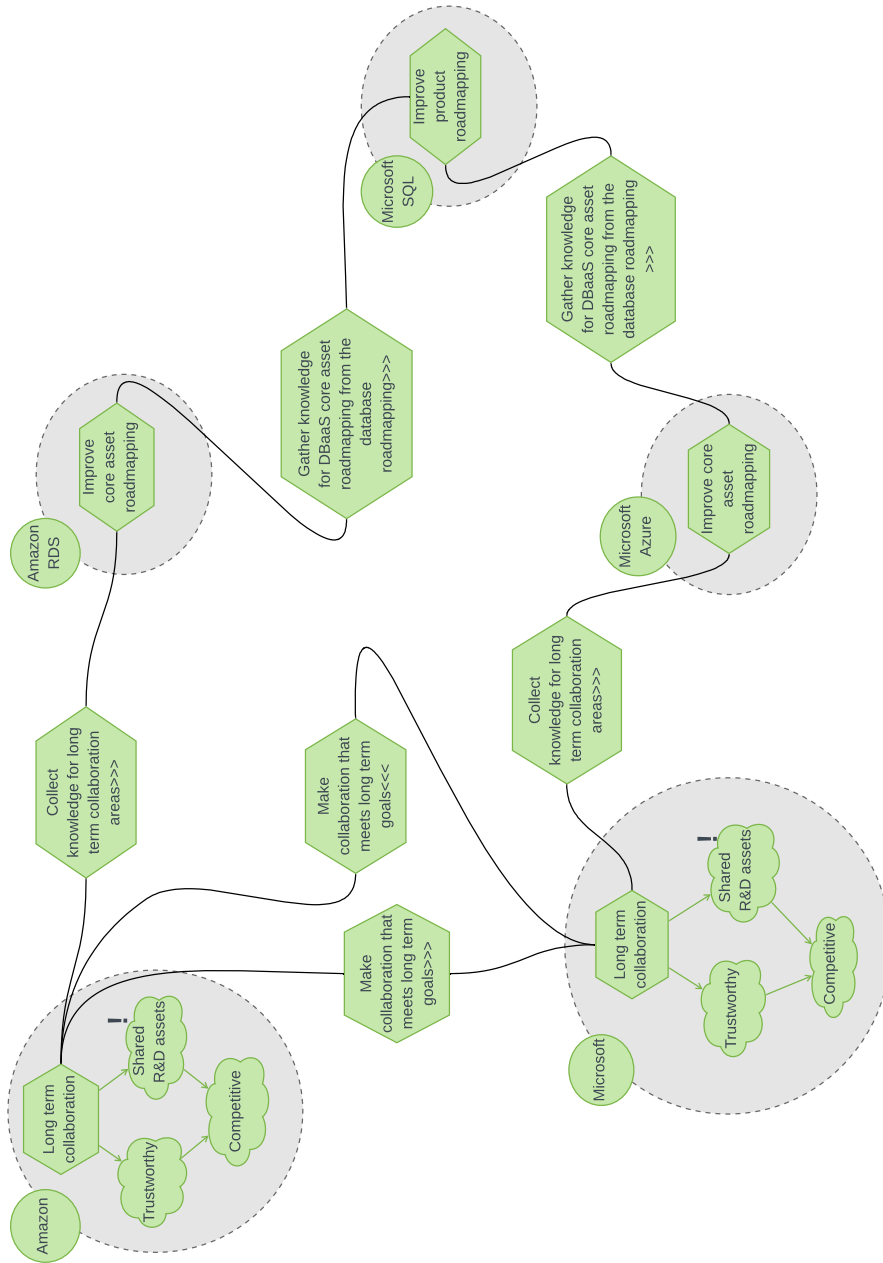 Amazon
Long term
collaboration
Trustworthy
!
Shared
R&D assets
Competitive
Collect
knowledge for long
term collaboration
areas>>>
Amazon
RDS
Improve
core asset
roadmapping
Make
collaboration that
meets long term
goals>>>
Make
collaboration that
meets long term
goals<<<
Gather knowledge
for DBaaS core asset
roadmapping from the
database
roadmapping>>>
Microsoft
SQL
Improve
product
roadmapping
Microsoft
Long term
collaboration
Trustworthy
!
Shared
R&D assets
Competitive
Collect
knowledge for long
term collaboration
areas>>>
Microsoft
Azure
Improve core
asset
roadmapping
Gather knowledge
for DBaaS core asset
roadmapping from the
database roadmapping
>>>